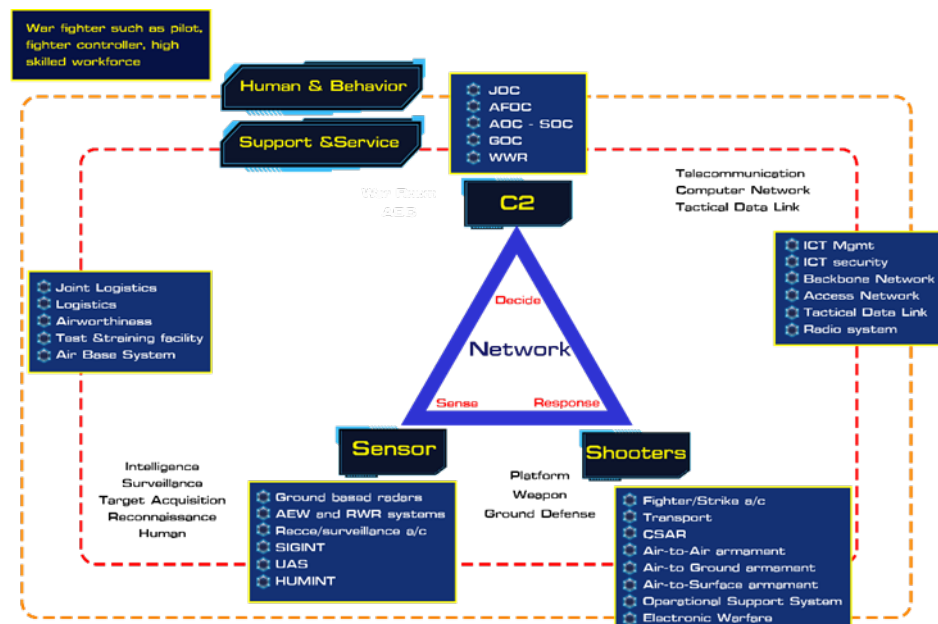 War fighter such as pilot,
fighter controller, high
skilled workforce
Human & Behavior
Support &Service
JOC
AFOC
AOC - SOC
GOC
WWR
C2
Telecommunication
Computer Network
Tactical Data Link
ICT Mgmt
ICT security
Backbone Network
Access Network
Tactical Data Link
Radio system
Joint Logistics
Logistics
Airworthiness
Test &training facility
Air Base System
Decide
Network
Sense
Response
Sensor
Shooters
Intelligence
Surveillance
Target Acquisition
Reconnaissance
Human
Ground based radars
AEW and RWR systems
Recce/surveillance a/c
SIGINT
UAS
HUMINT
Platform
Weapon
Ground Defense
Fighter/Strike a/c
Transport
CSAR
Air-to-Air armament
Air-to Ground armament
Air-to-Surface armament
Operational Support System
Electronic Warfare